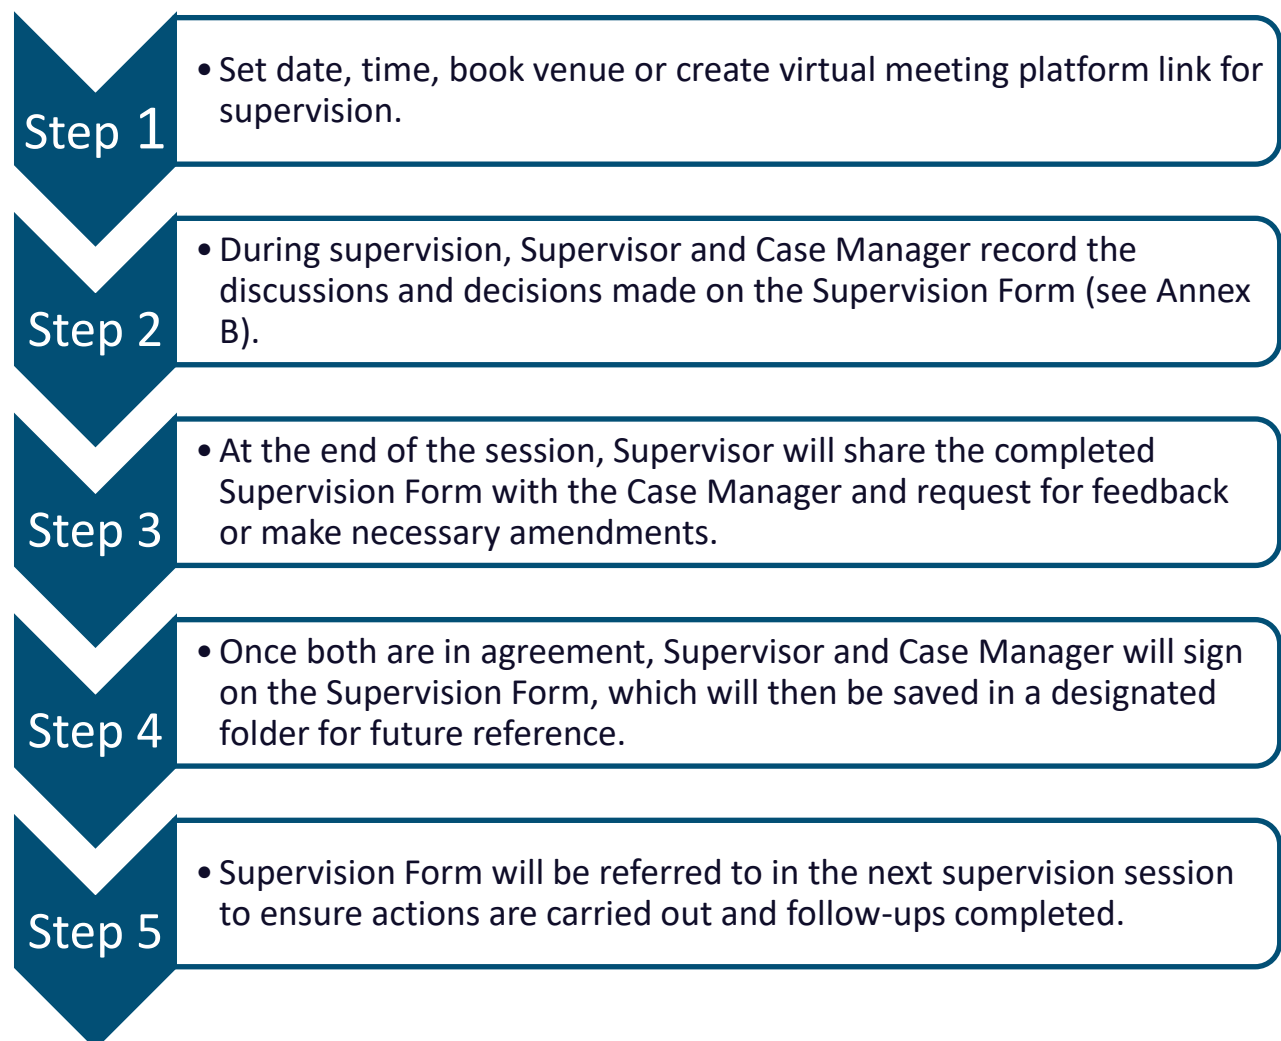 Step 1
• Set date, time, book venue or create virtual meeting platform link for
supervision.
Step 2
• During supervision, Supervisor and Case Manager record the
discussions and decisions made on the Supervision Form (see Annex
B).
Step 3
• At the end of the session, Supervisor will share the completed
Supervision Form with the Case Manager and request for feedback
or make necessary amendments.
Step 4
• Once both are in agreement, Supervisor and Case Manager will sign
on the Supervision Form, which will then be saved in a designated
folder for future reference.
Step 5
• Supervision Form will be referred to in the next supervision session
to ensure actions are carried out and follow-ups completed.